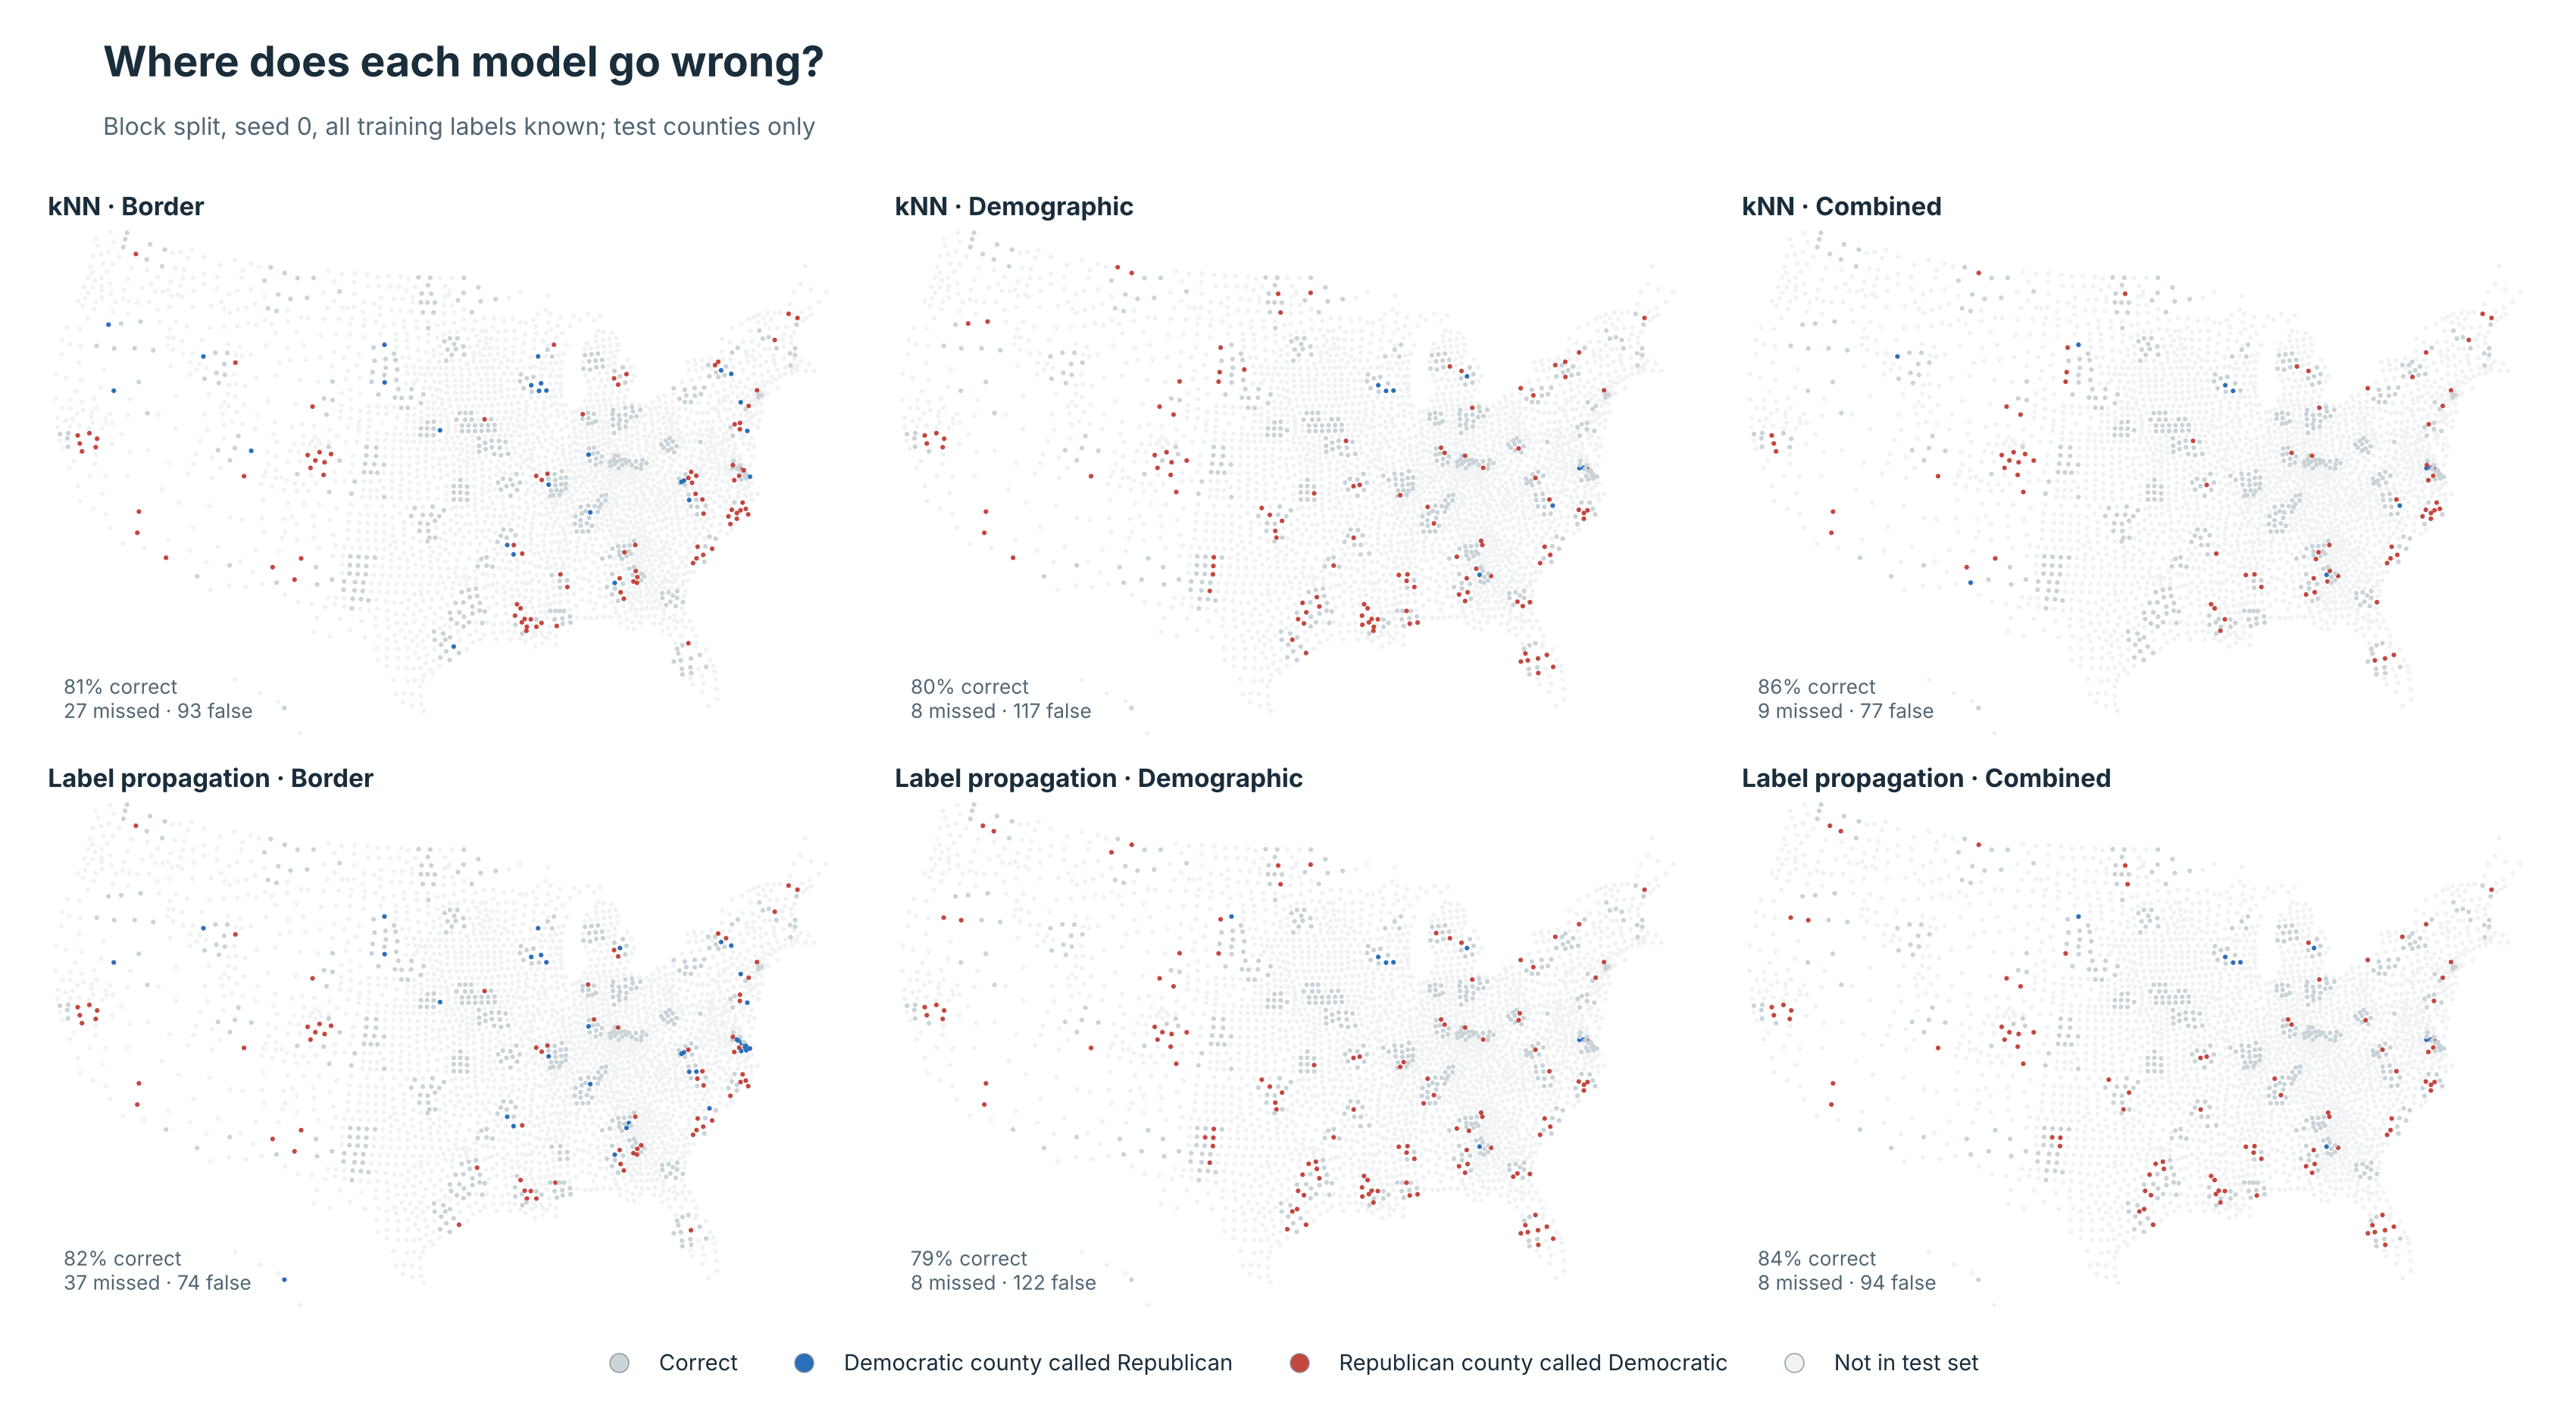 Where does each model go wrong?
Block split, seed 0, all training labels known; test counties only
kNN · Border
kNN · Demographic
kNN · Combined
81% correct
27 missed · 93 false
80% correct
8 missed · 117 false
86% correct
9 missed · 77 false
Label propagation · Border
Label propagation · Demographic
Label propagation · Combined
82% correct
37 missed · 74 false
79% correct
8 missed · 122 false
84% correct
8 missed · 94 false
Correct
Democratic county called Republican
Republican county called Democratic
Not in test set